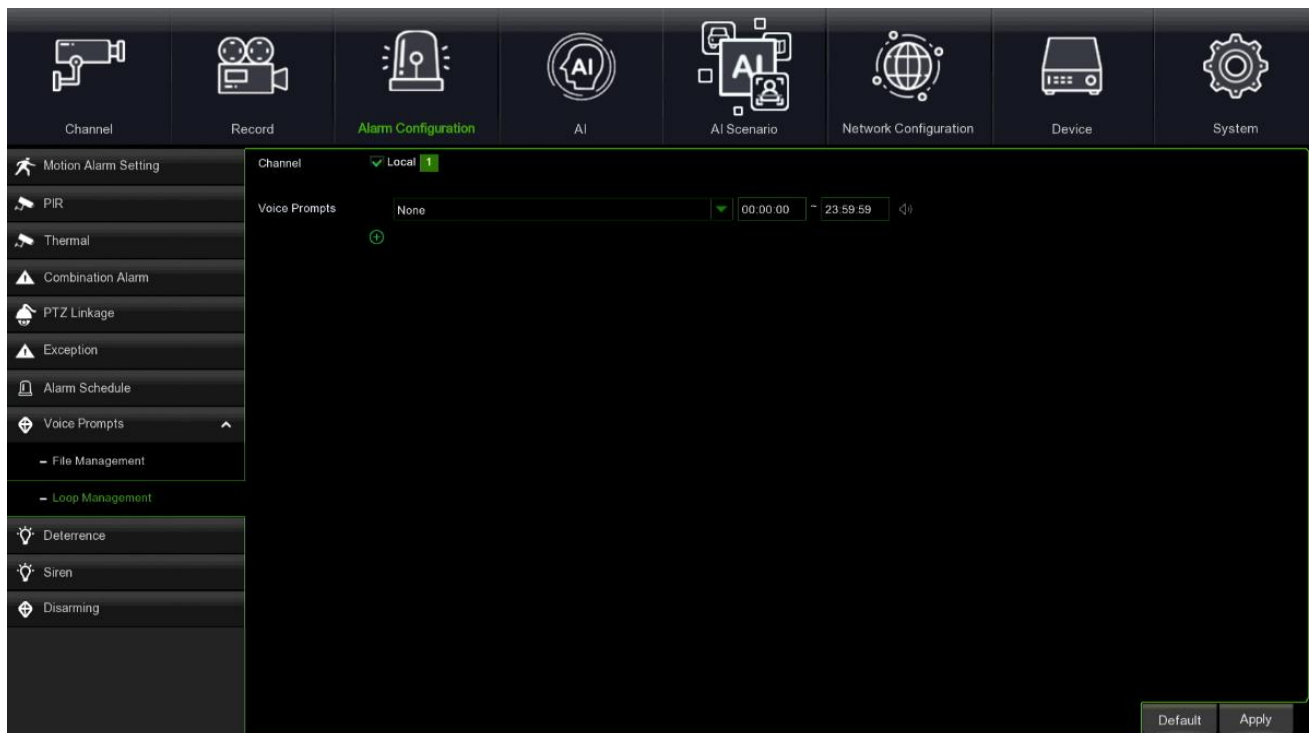 AI
AI
Channel
Record
Alarm Configuration
AI
AI Scenario
Network Configuration
Device
System
Motion Alarm Setting
Channel
Local 1
PIR
Voice Prompts
None
00:00:00 ~ 23:59:59
Thermal
Combination Alarm
PTZ Linkage
Exception
Alarm Schedule
Voice Prompts
File Management
Loop Management
Deterrence
Siren
Disarming
Default
Apply